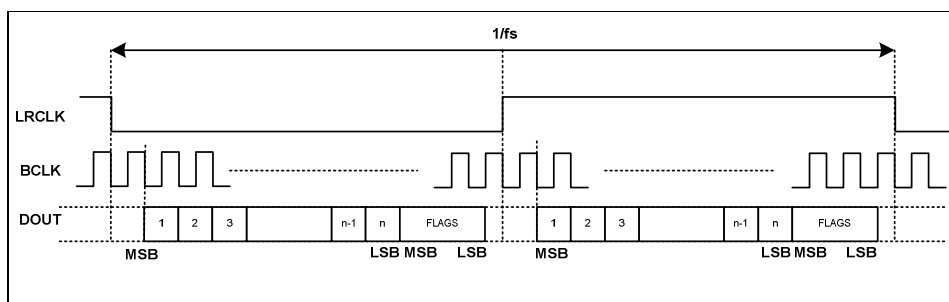 1/fs
LRCLK
BCLK
DOUT 1 2 3 n-1 n FLAGS 1 2 3 n-1 n FLAGS
MSB LSB MSB LSB MSB LSB MSB LSB